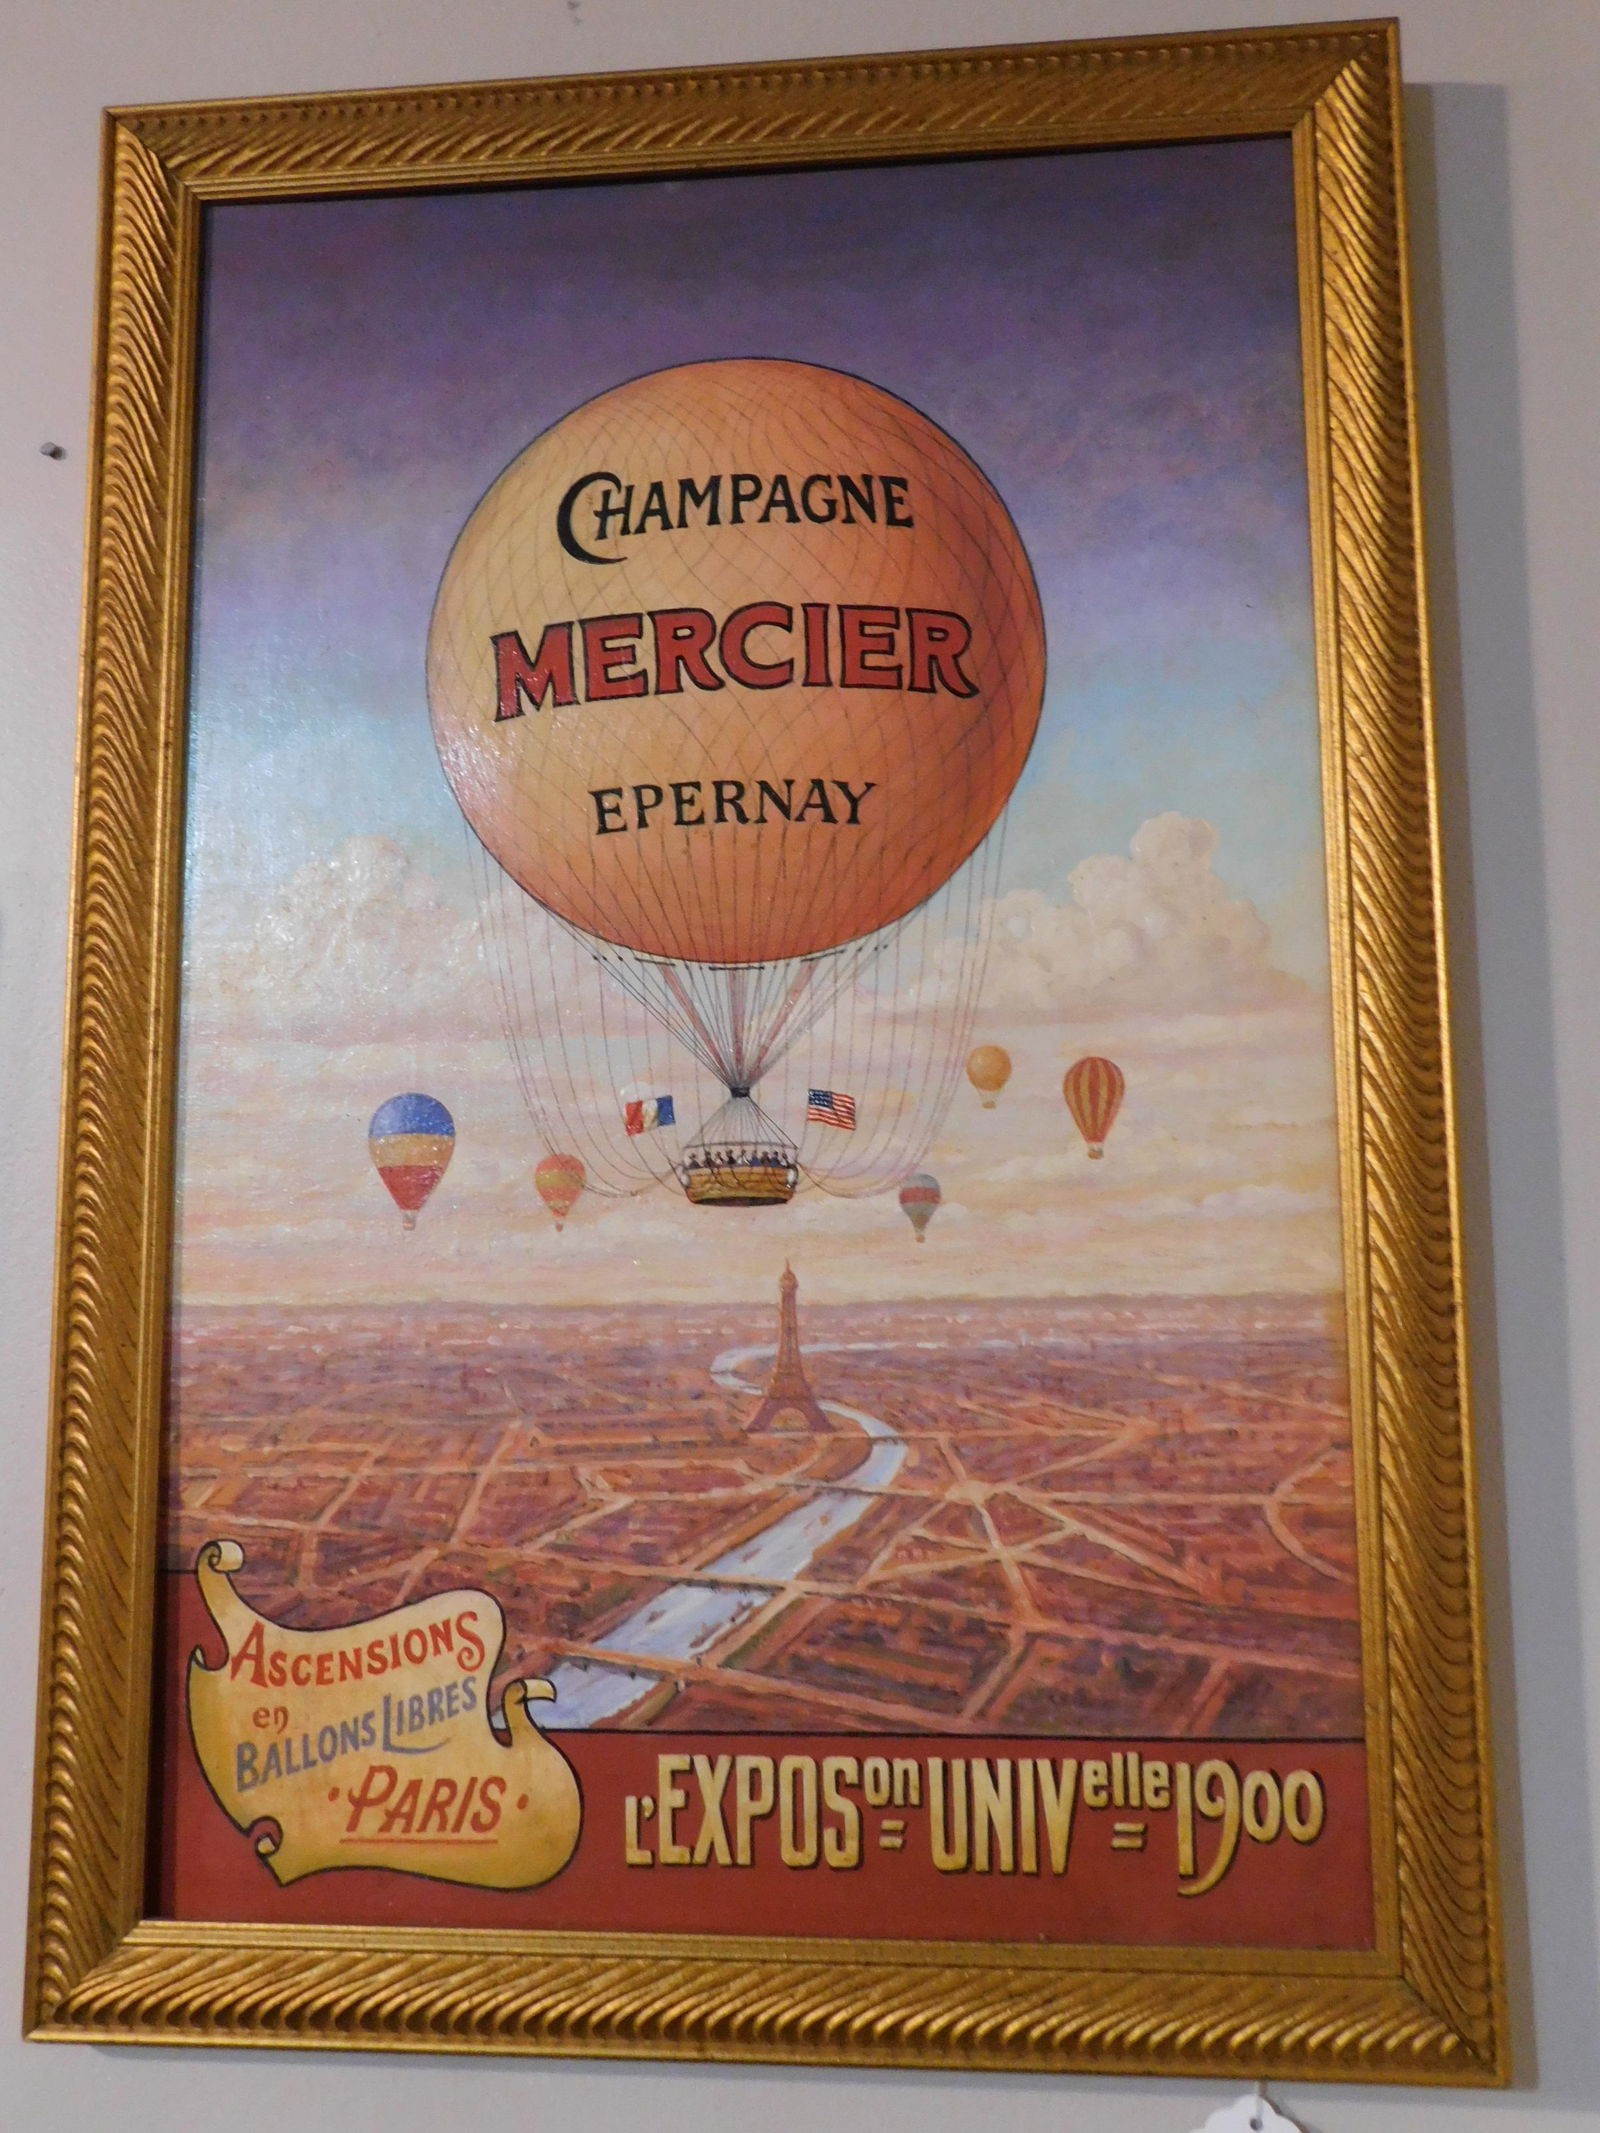 CHAMPAGNE
MERCIER
EPERNAY
ASCENSIONS
en
BALLONS LIBRES
• PARIS •
L'EXPOSon UNIVelle 1900